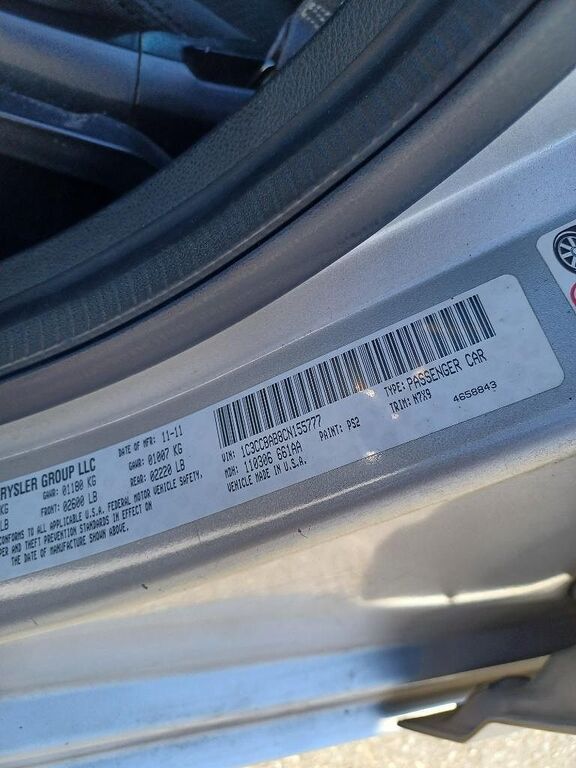 RYSLER GROUP LLC
DATE OF MFR 11-11
KG
GAWR: 01180 KG
GAWR: 01007 KG
LB
FRONT: 02600 LB
REAR: 02220 LB
CONFORMS TO ALL APPLICABLE U.S.A. FEDERAL MOTOR VEHICLE SAFETY,
PER AND THEFT PREVENTION STANDARDS IN EFFECT ON
THE DATE OF MANUFACTURE SHOWN ABOVE.
VIN: 1C3CCBAB8CN155777
TYPE: PASSENGER CAR
MDH: 110306 661AA
PAINT: PS2
TRIM: N7X9
VEHICLE MADE IN U.S.A.
4658843